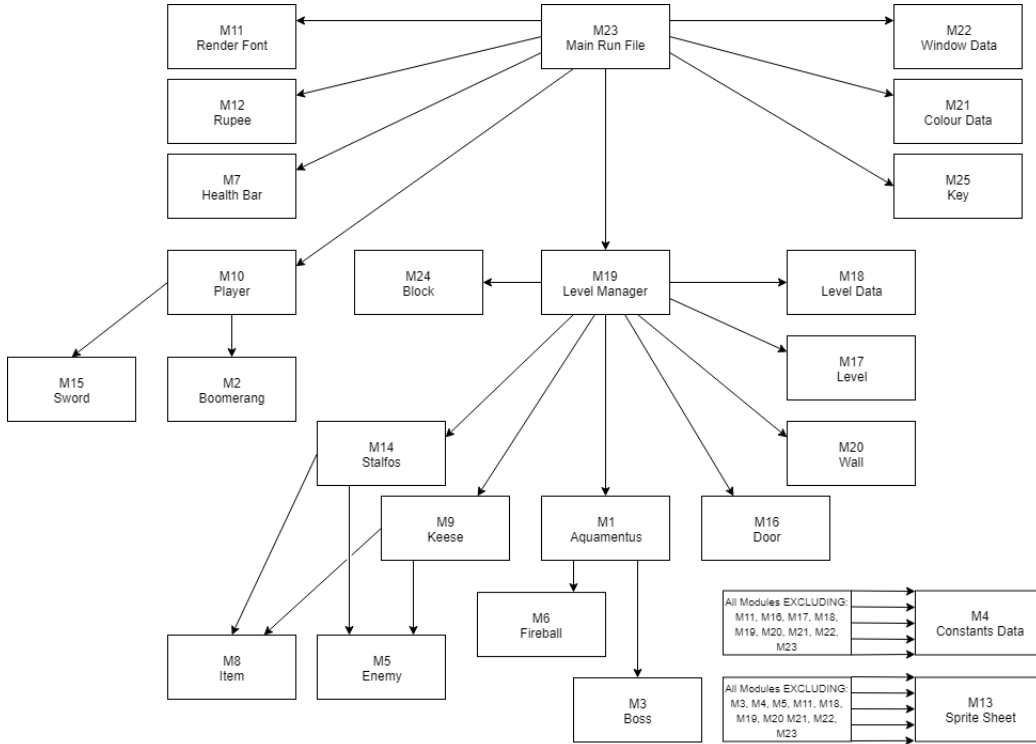 M11
Render Font
M23
Main Run File
M22
Window Data
M12
Rupee
M21
Colour Data
M7
Health Bar
M25
Key
M10
Player
M24
Block
M19
Level Manager
M18
Level Data
M15
Sword
M2
Boomerang
M17
Level
M14
Stalfos
M20
Wall
M9
Keese
M1
Aquamentus
M16
Door
M6
Fireball
All Modules EXCLUDING:
M11, M16, M17, M18,
M19, M20, M21, M22,
M23
M4
Constants Data
M8
Item
M5
Enemy
M3
Boss
All Modules EXCLUDING:
M3, M4, M5, M11, M18,
M19, M20 M21, M22,
M23
M13
Sprite Sheet